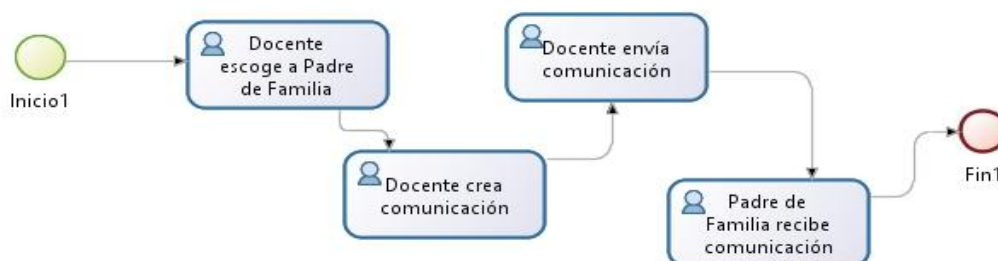 Inicio1
Docente
escoge a Padre
de Familia
Docente crea
comunicación
Docente envía
comunicación
Padre de
Familia recibe
comunicación
Fin1